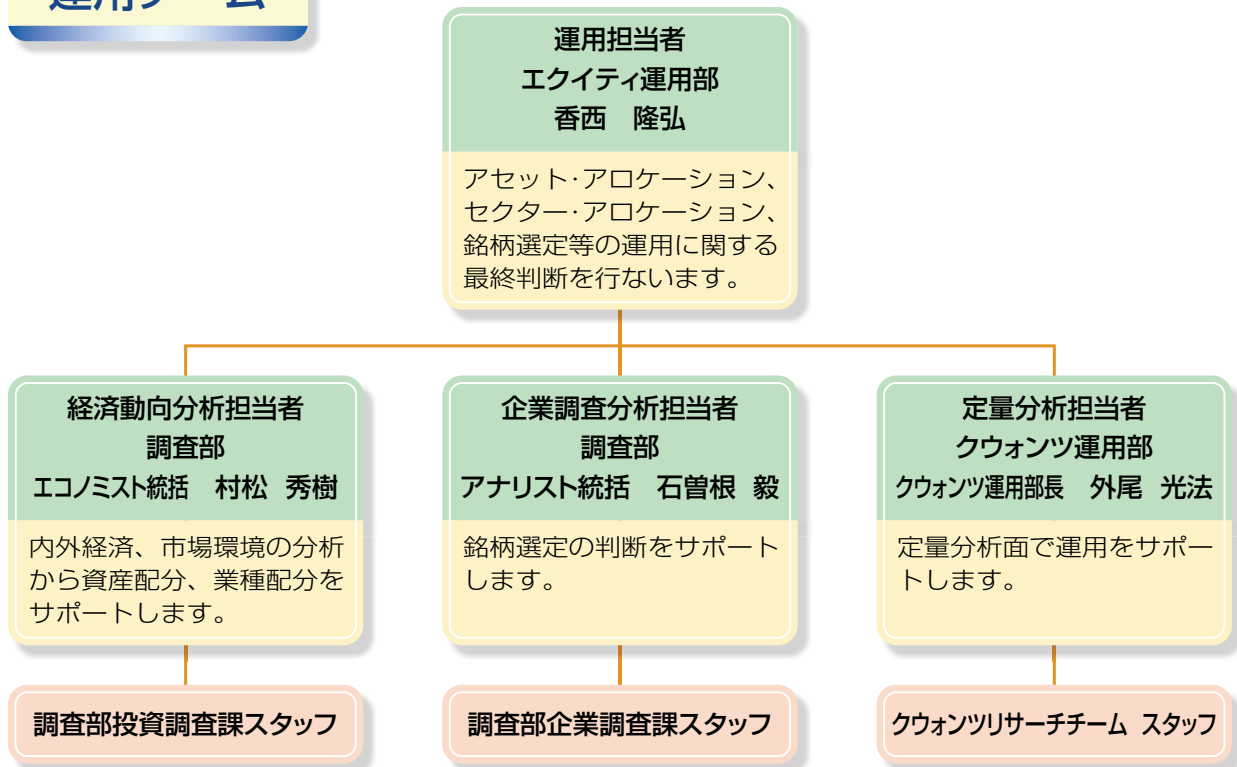 運用チーム
運用担当者
エクイティ運用部
香西　隆弘
アセット・アロケーション、
セクター・アロケーション、
銘柄選定等の運用に関する
最終判断を行ないます。
経済動向分析担当者
調査部
エコノミスト統括　村松 秀樹
内外経済、市場環境の分析
から資産配分、業種配分を
サポートします。
企業調査分析担当者
調査部
アナリスト統括　石曽根 毅
銘柄選定の判断をサポート
します。
定量分析担当者
クウォンツ運用部
クウォンツ運用部長　外尾 光法
定量分析面で運用をサポー
トします。
調査部投資調査課スタッフ
調査部企業調査課スタッフ
クウォンツリサーチチーム スタッフ